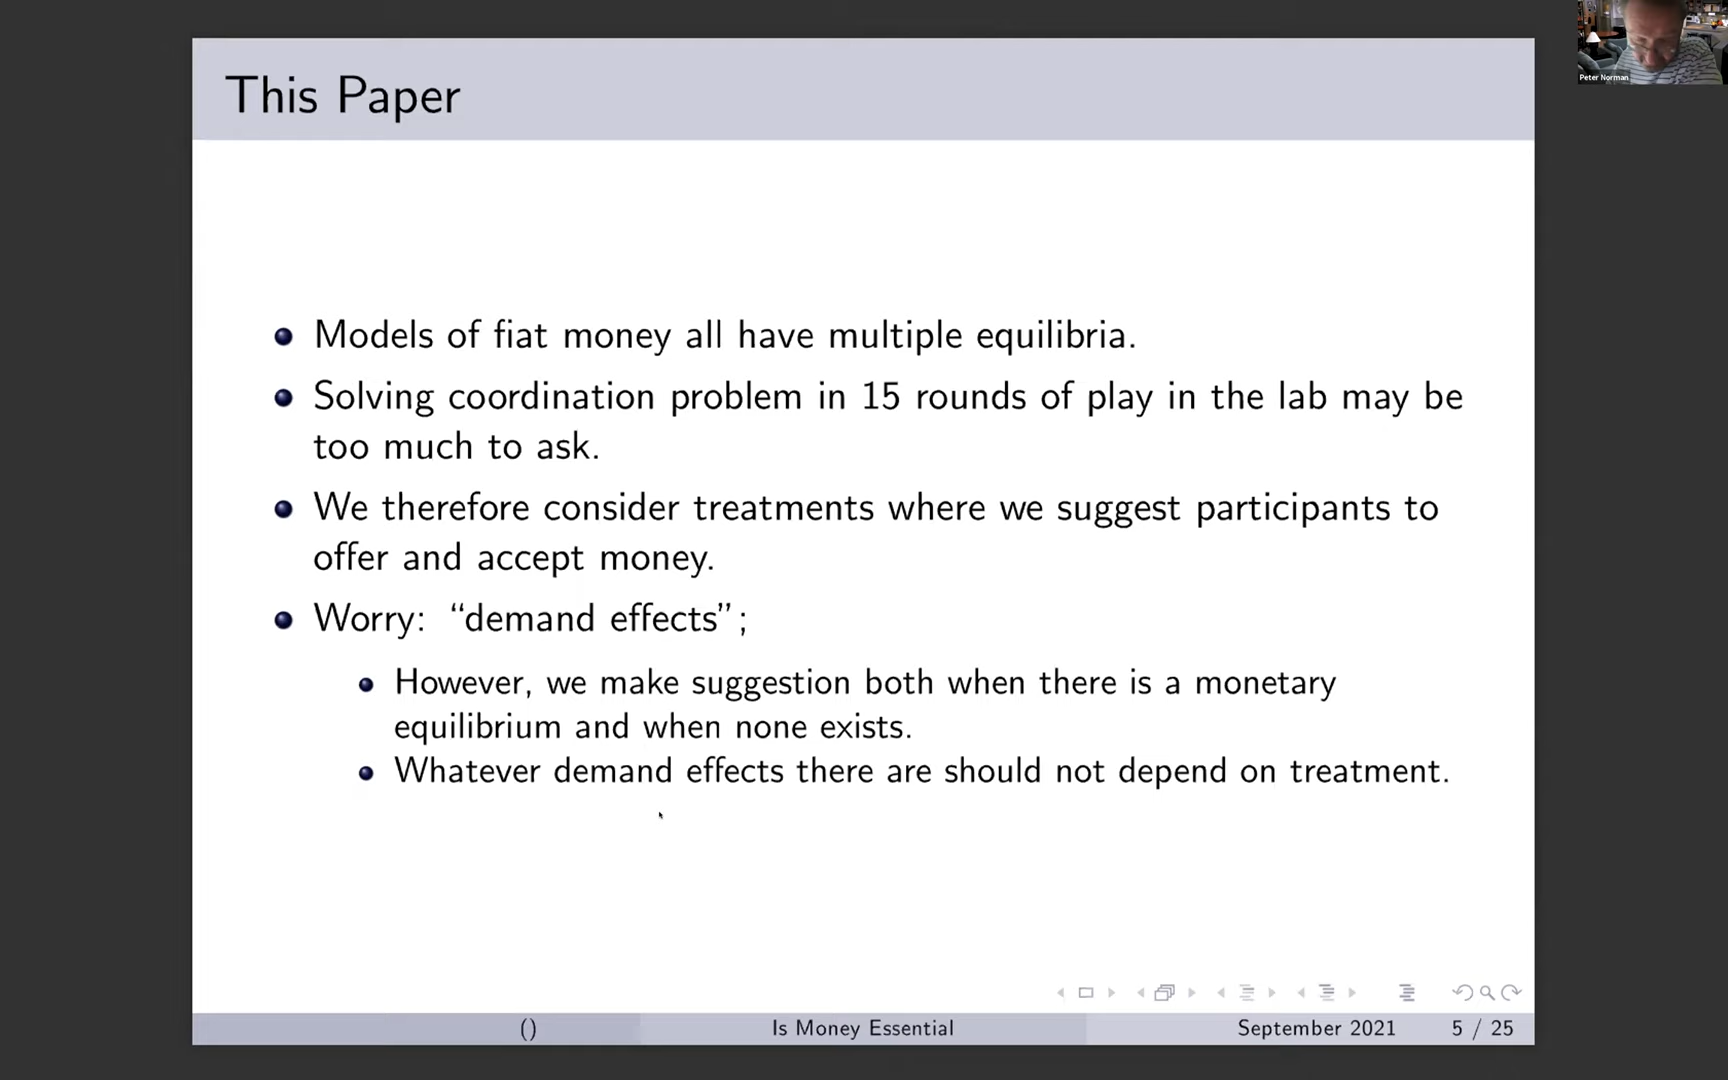 This Paper
Peter Norman
Models of fiat money all have multiple equilibria.
Solving coordination problem in 15 rounds of play in the lab may be
too much to ask.
We therefore consider treatments where we suggest participants to
offer and accept money.
Worry: “demand effects”;
However, we make suggestion both when there is a monetary
equilibrium and when none exists.
Whatever demand effects there are should not depend on treatment.
() Is Money Essential September 2021 5 / 25